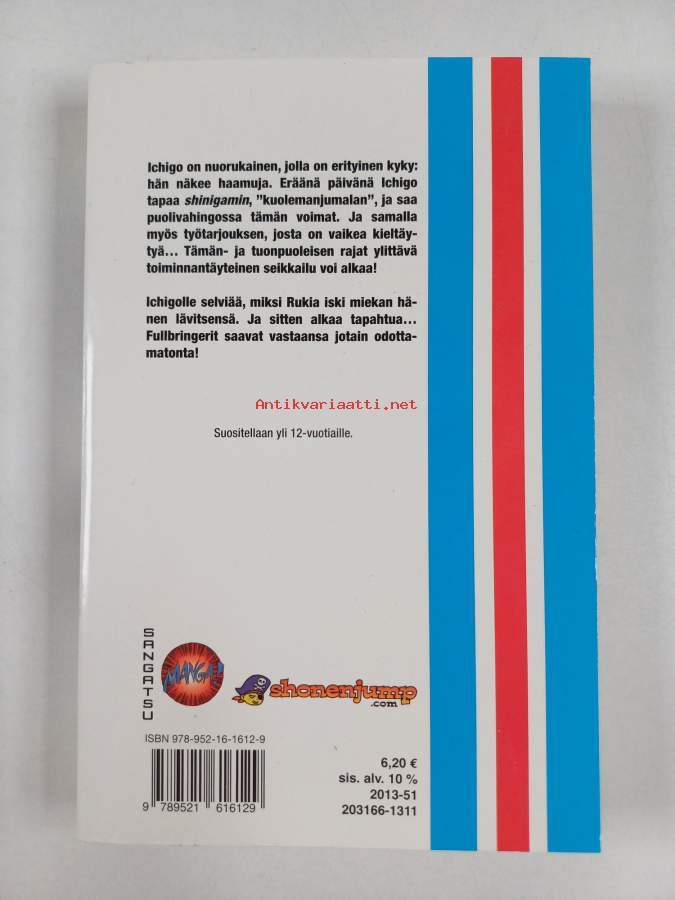 Ichigo on nuorukainen, jolla on erityinen kyky:
hän näkee haamuja. Eräänä päivänä Ichigo
tapaa shinigamin, ”kuolemanjumalan”, ja saa
puolivahingossa tämän voimat. Ja samalla
myös työtarjouksen, josta on vaikea kieltäy-
tyä… Tämän- ja tuonpuoleisen rajat ylittävä
toiminnantäyteinen seikkailu voi alkaa!
Ichigolle selviää, miksi Rukia iski miekan hä-
nen lävitsensä. Ja sitten alkaa tapahtua…
Fullbringerit saavat vastaansa jotain odotta-
matonta!
Antikvariaatti.net
Suositellaan yli 12-vuotiaille.
SANGATSU
MANGA!
shonenjump
.com
ISBN 978-952-16-1612-9
9 789521 616129
6,20 €
sis. alv. 10 %
2013-51
203166-1311